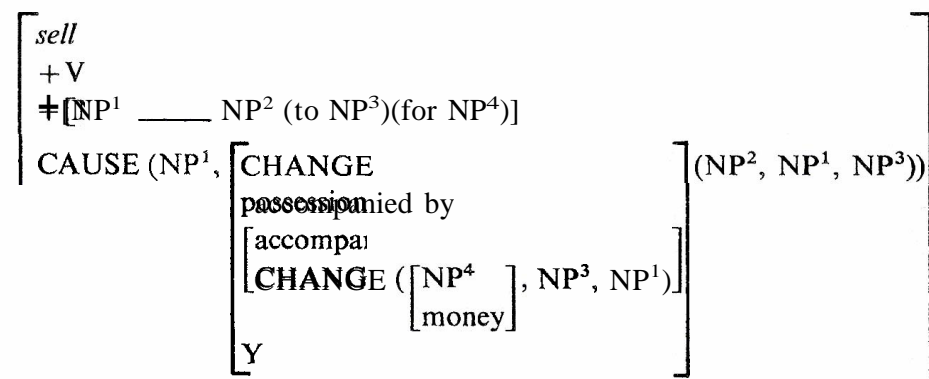 sell
+V
+[NP¹ _____ NP² (to NP³)(for NP⁴)]
CAUSE (NP¹, [CHANGE (NP², NP¹, NP³))
possession
accompanied by
[CHANGE ([NP⁴ ], NP³, NP¹)]
money]
Y